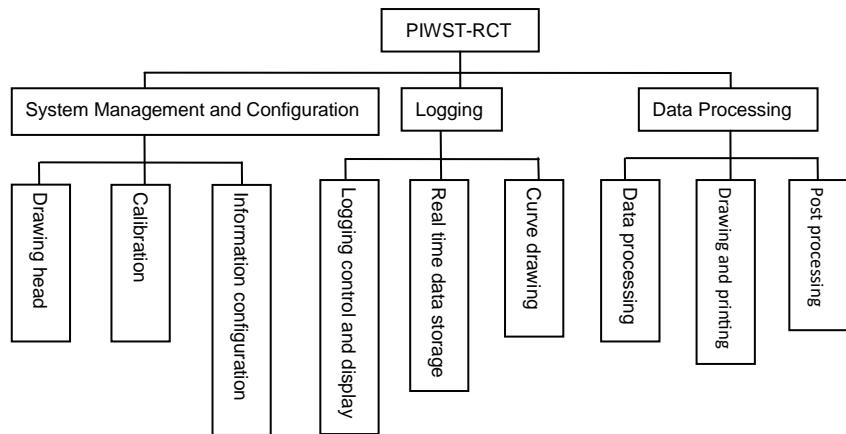 PIWST-RCT
System Management and Configuration
Logging
Data Processing
Drawing head
Calibration
Information configuration
Logging control and display
Real time data storage
Curve drawing
Data processing
Drawing and printing
Post processing